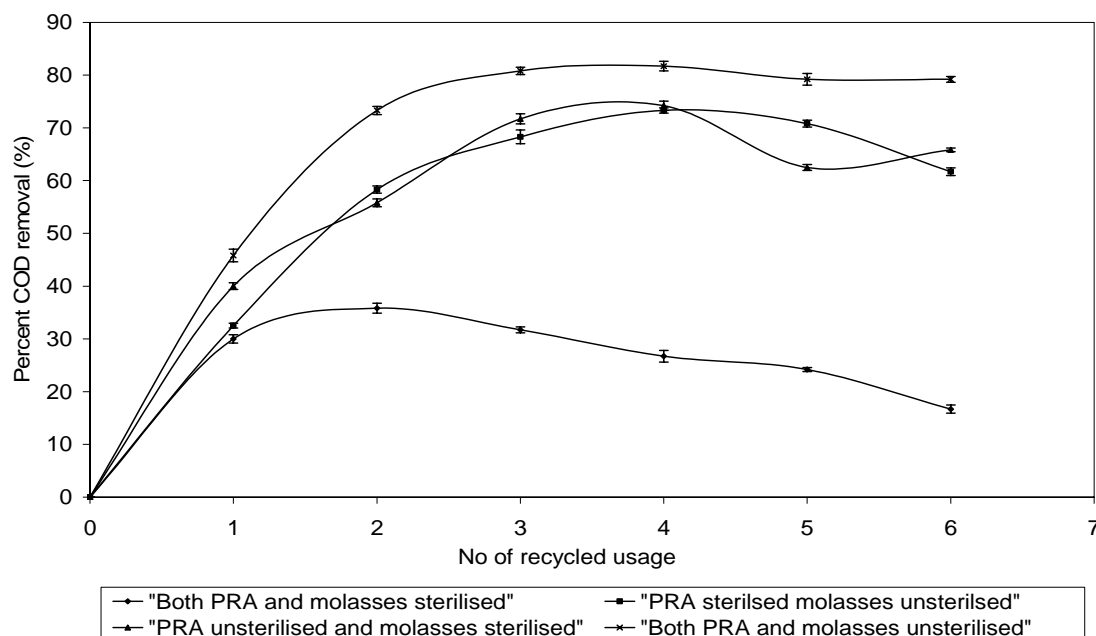 90
80
70
60
50
40
30
20
10
0
Percent COD removal (%)
0 1 2 3 4 5 6 7
No of recycled usage
"Both PRA and molasses sterilised" "PRA sterilsed molasses unsterilsed"
"PRA unsterilised and molasses sterilised" "Both PRA and molasses unsterilised"